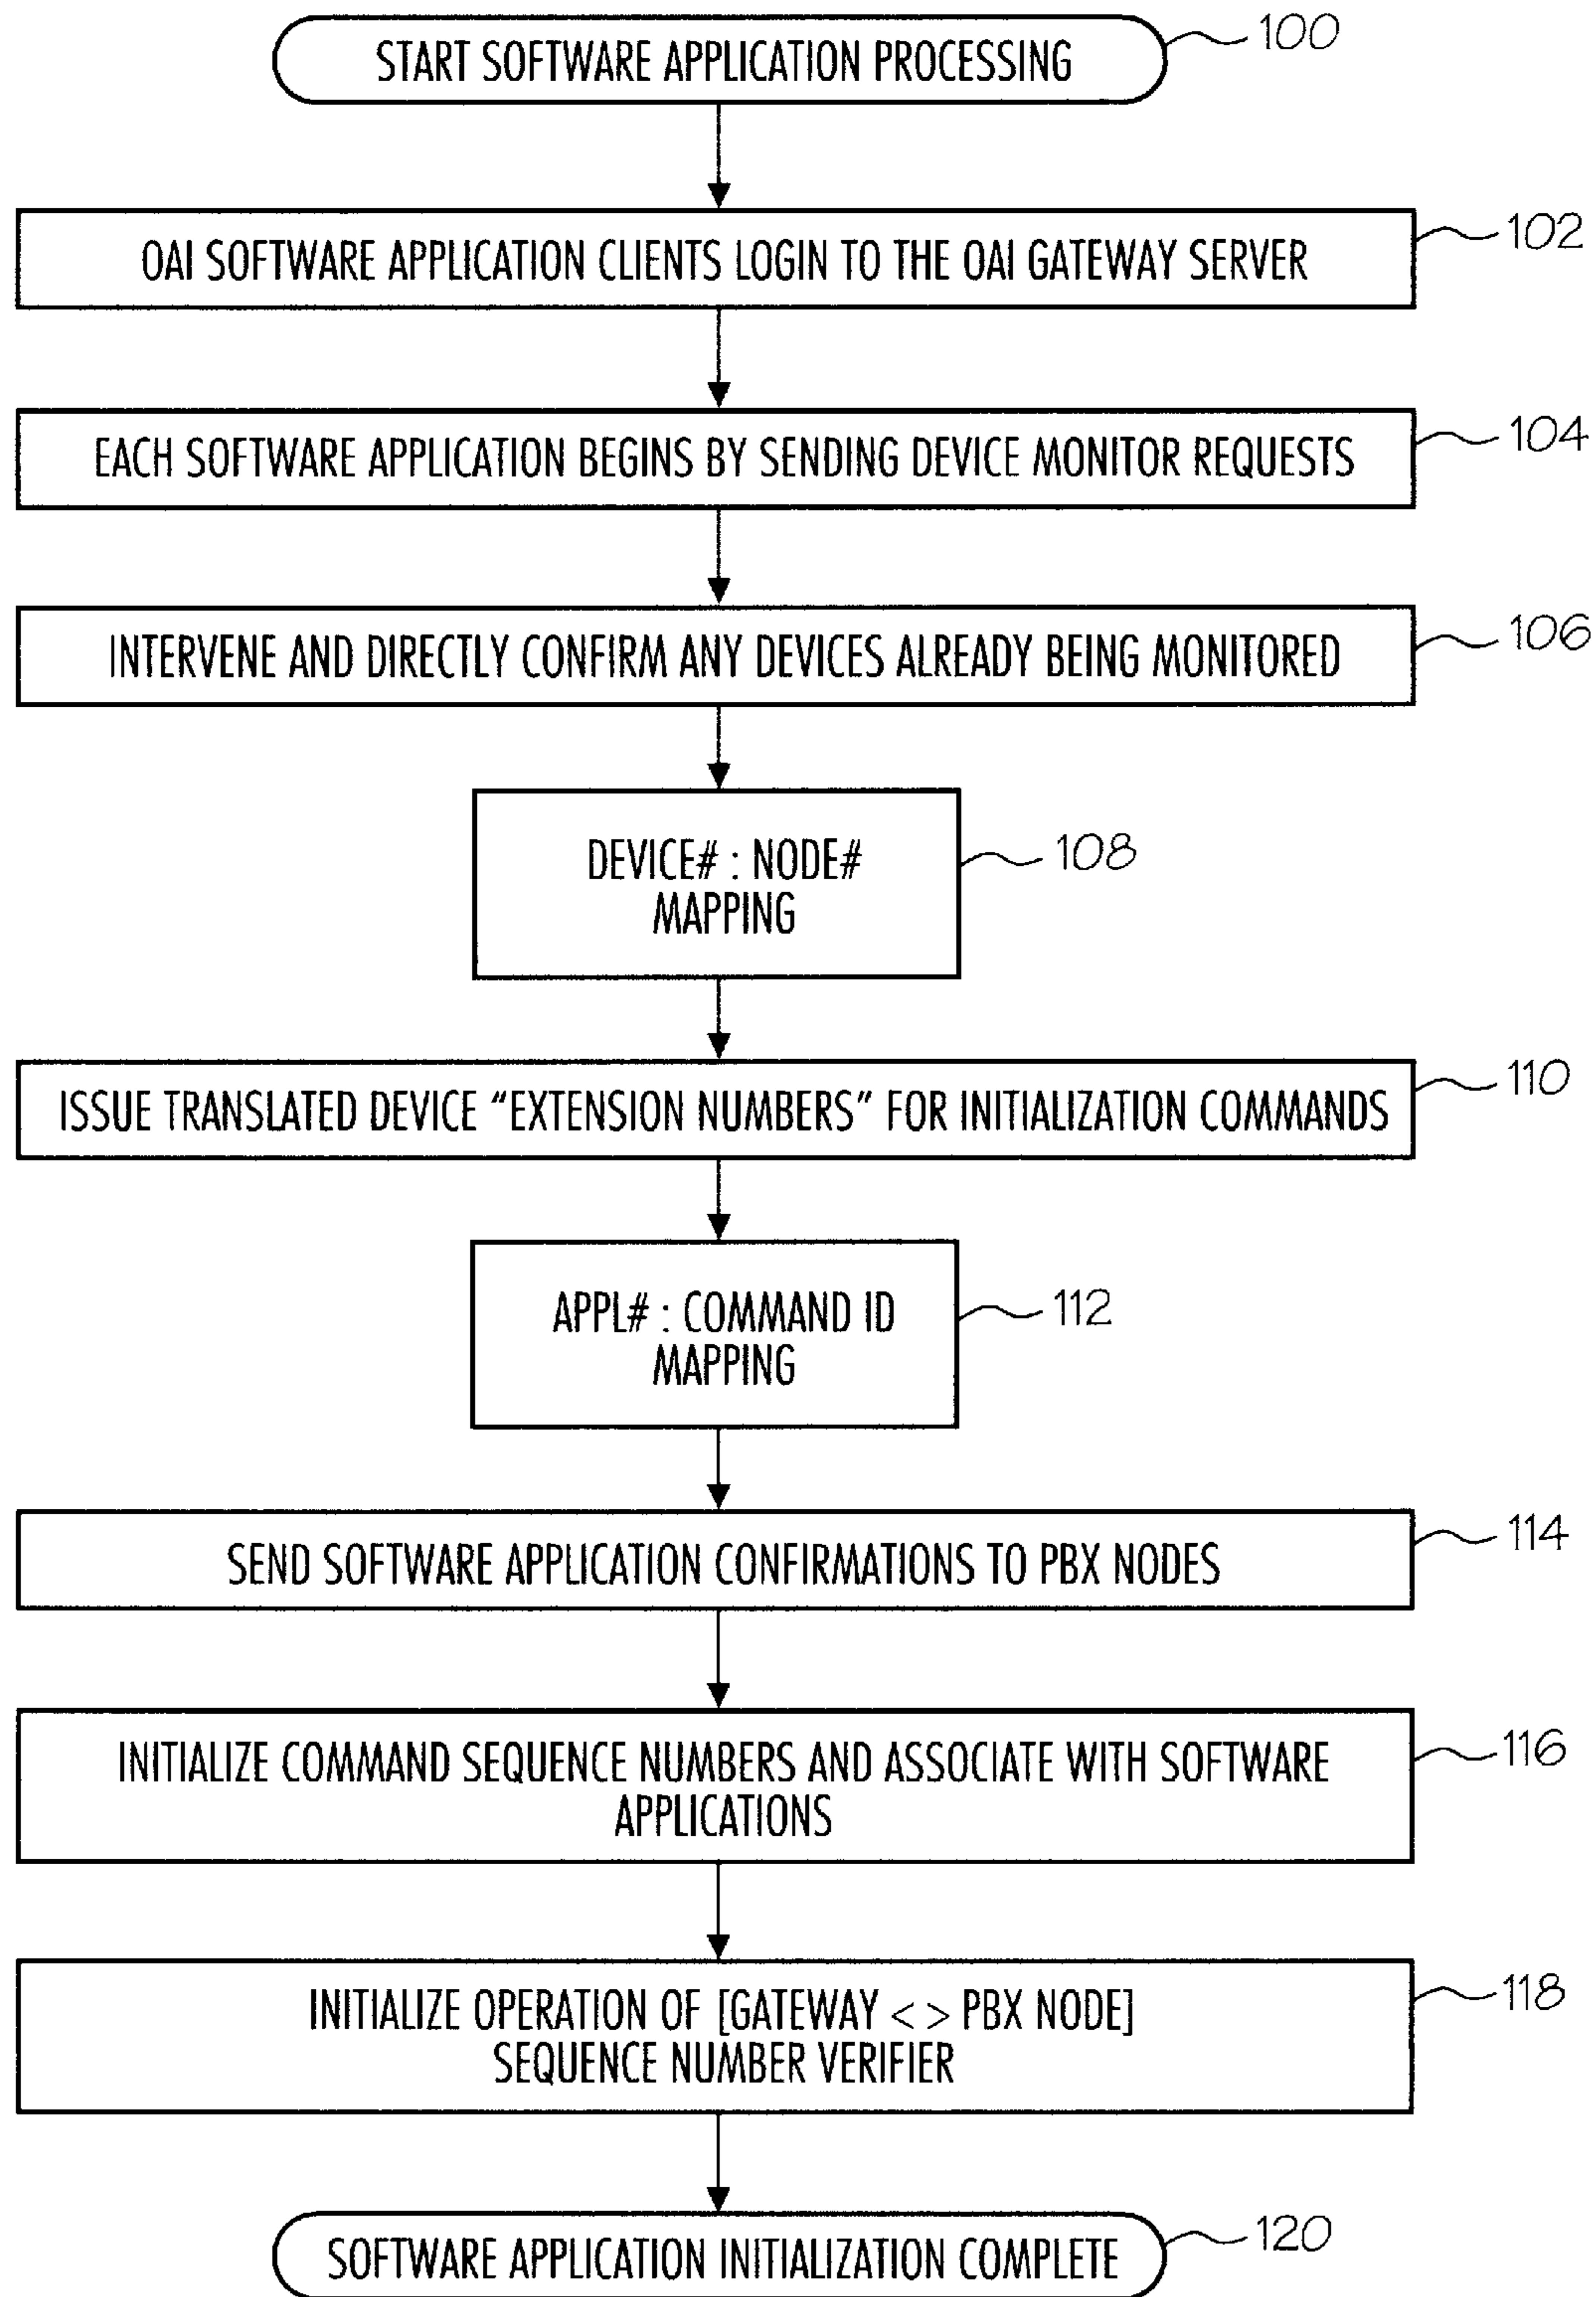 START SOFTWARE APPLICATION PROCESSING
100
OAI SOFTWARE APPLICATION CLIENTS LOGIN TO THE OAI GATEWAY SERVER
102
EACH SOFTWARE APPLICATION BEGINS BY SENDING DEVICE MONITOR REQUESTS
104
INTERVENE AND DIRECTLY CONFIRM ANY DEVICES ALREADY BEING MONITORED
106
DEVICE# : NODE#
MAPPING
108
ISSUE TRANSLATED DEVICE “EXTENSION NUMBERS” FOR INITIALIZATION COMMANDS
110
APPL# : COMMAND ID
MAPPING
112
SEND SOFTWARE APPLICATION CONFIRMATIONS TO PBX NODES
114
INITIALIZE COMMAND SEQUENCE NUMBERS AND ASSOCIATE WITH SOFTWARE
APPLICATIONS
116
INITIALIZE OPERATION OF [GATEWAY < > PBX NODE]
SEQUENCE NUMBER VERIFIER
118
SOFTWARE APPLICATION INITIALIZATION COMPLETE
120